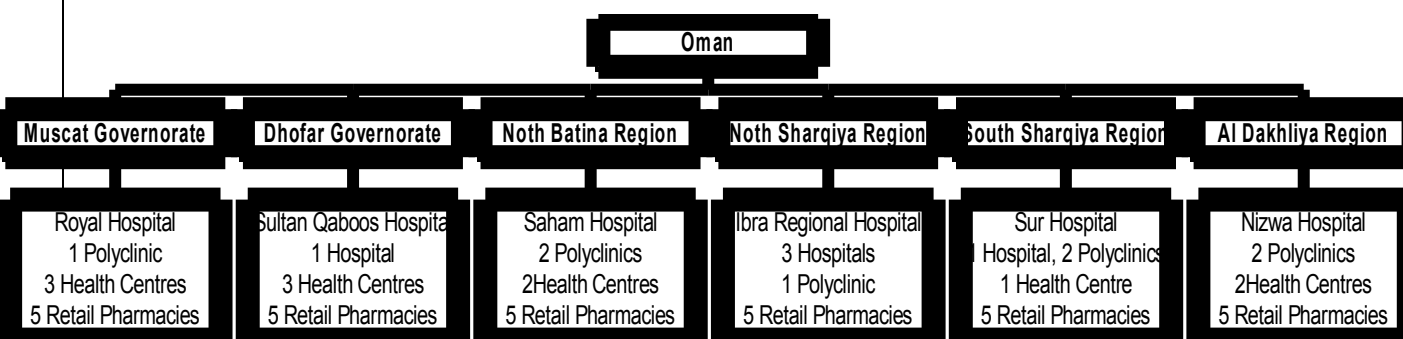 Oman
Muscat Governorate
Dhofar Governorate
Noth Batina Region
Noth Sharqiya Region
South Sharqiya Region
Al Dakhliya Region
Royal Hospital
1 Polyclinic
3 Health Centres
5 Retail Pharmacies
Sultan Qaboos Hospital
1 Hospital
3 Health Centres
5 Retail Pharmacies
Saham Hospital
2 Polyclinics
2Health Centres
5 Retail Pharmacies
Ibra Regional Hospital
3 Hospitals
1 Polyclinic
5 Retail Pharmacies
Sur Hospital
1 Hospital, 2 Polyclinics
1 Health Centre
5 Retail Pharmacies
Nizwa Hospital
2 Polyclinics
2Health Centres
5 Retail Pharmacies